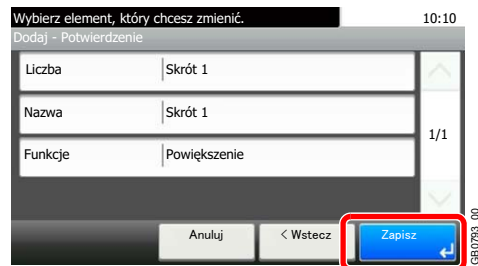 Wybierz element, który chcesz zmienić. 10:10
Dodaj - Potwierdzenie
Liczba Skrót 1
Nazwa Skrót 1
1/1
Funkcje Powiększenie
Anuluj < Wstecz Zapisz
GB0793_00